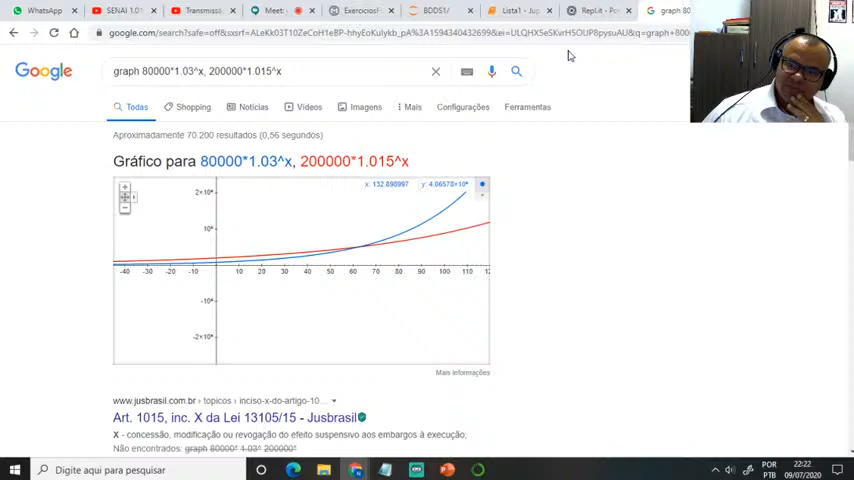 WhatsApp
SENAI 1.01
Transmissã
Meet:
ExercíciosF
BDDS1/
Lista1 - Jup
Repl.it - Po
graph 80
google.com/search?safe=off&sxsrf=ALeKk03T10ZeCoH1eBP-hhyEoKulykb_pA%3A1594340432699&ei=ULQHX5eSKvrH5OUP8pysuAU&q=graph+800
Google
graph 80000*1.03^x, 200000*1.015^x
Todas
Shopping
Notícias
Vídeos
Imagens
Mais
Configurações
Ferramentas
Aproximadamente 70.200 resultados (0,56 segundos)
Gráfico para 80000*1.03^x, 200000*1.015^x
x: 132.898997 y: 4.06578×10⁶
2×10⁶
10⁶
-40 -30 -20 -10 10 20 30 40 50 60 70 80 90 100 110 12
-10⁶
-2×10⁶
Mais informações
www.jusbrasil.com.br › topicos › inciso-x-do-artigo-10...
Art. 1015, inc. X da Lei 13105/15 - Jusbrasil
X - concessão, modificação ou revogação do efeito suspensivo aos embargos à execução;
Não encontrados: graph 80000* 1.03^ 200000*
Digite aqui para pesquisar
POR
PTB
22:22
09/07/2020